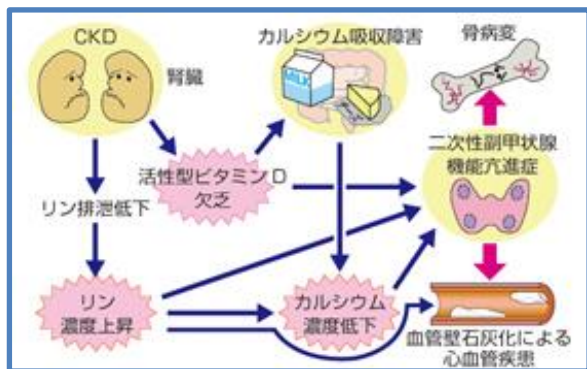 CKD
腎臓
カルシウム吸収障害
MILK
骨病変
活性型ビタミンD
欠乏
二次性副甲状腺
機能亢進症
リン排泄低下
リン
濃度上昇
カルシウム
濃度低下
血管壁石灰化による
心血管疾患